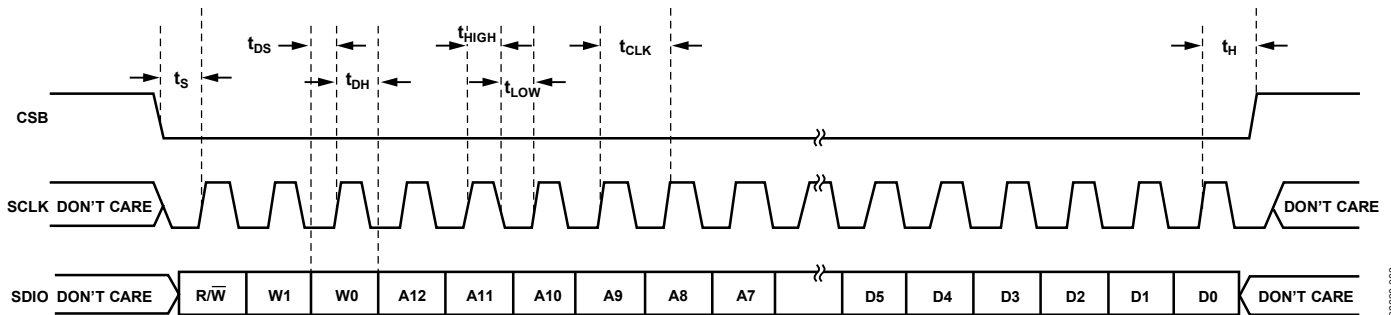 tDS
tHIGH
tCLK
tH
tS
tDH
tLOW
CSB
SCLK DON'T CARE
DON'T CARE
SDIO DON'T CARE
R/W̅
W1
W0
A12
A11
A10
A9
A8
A7
D5
D4
D3
D2
D1
D0
DON'T CARE